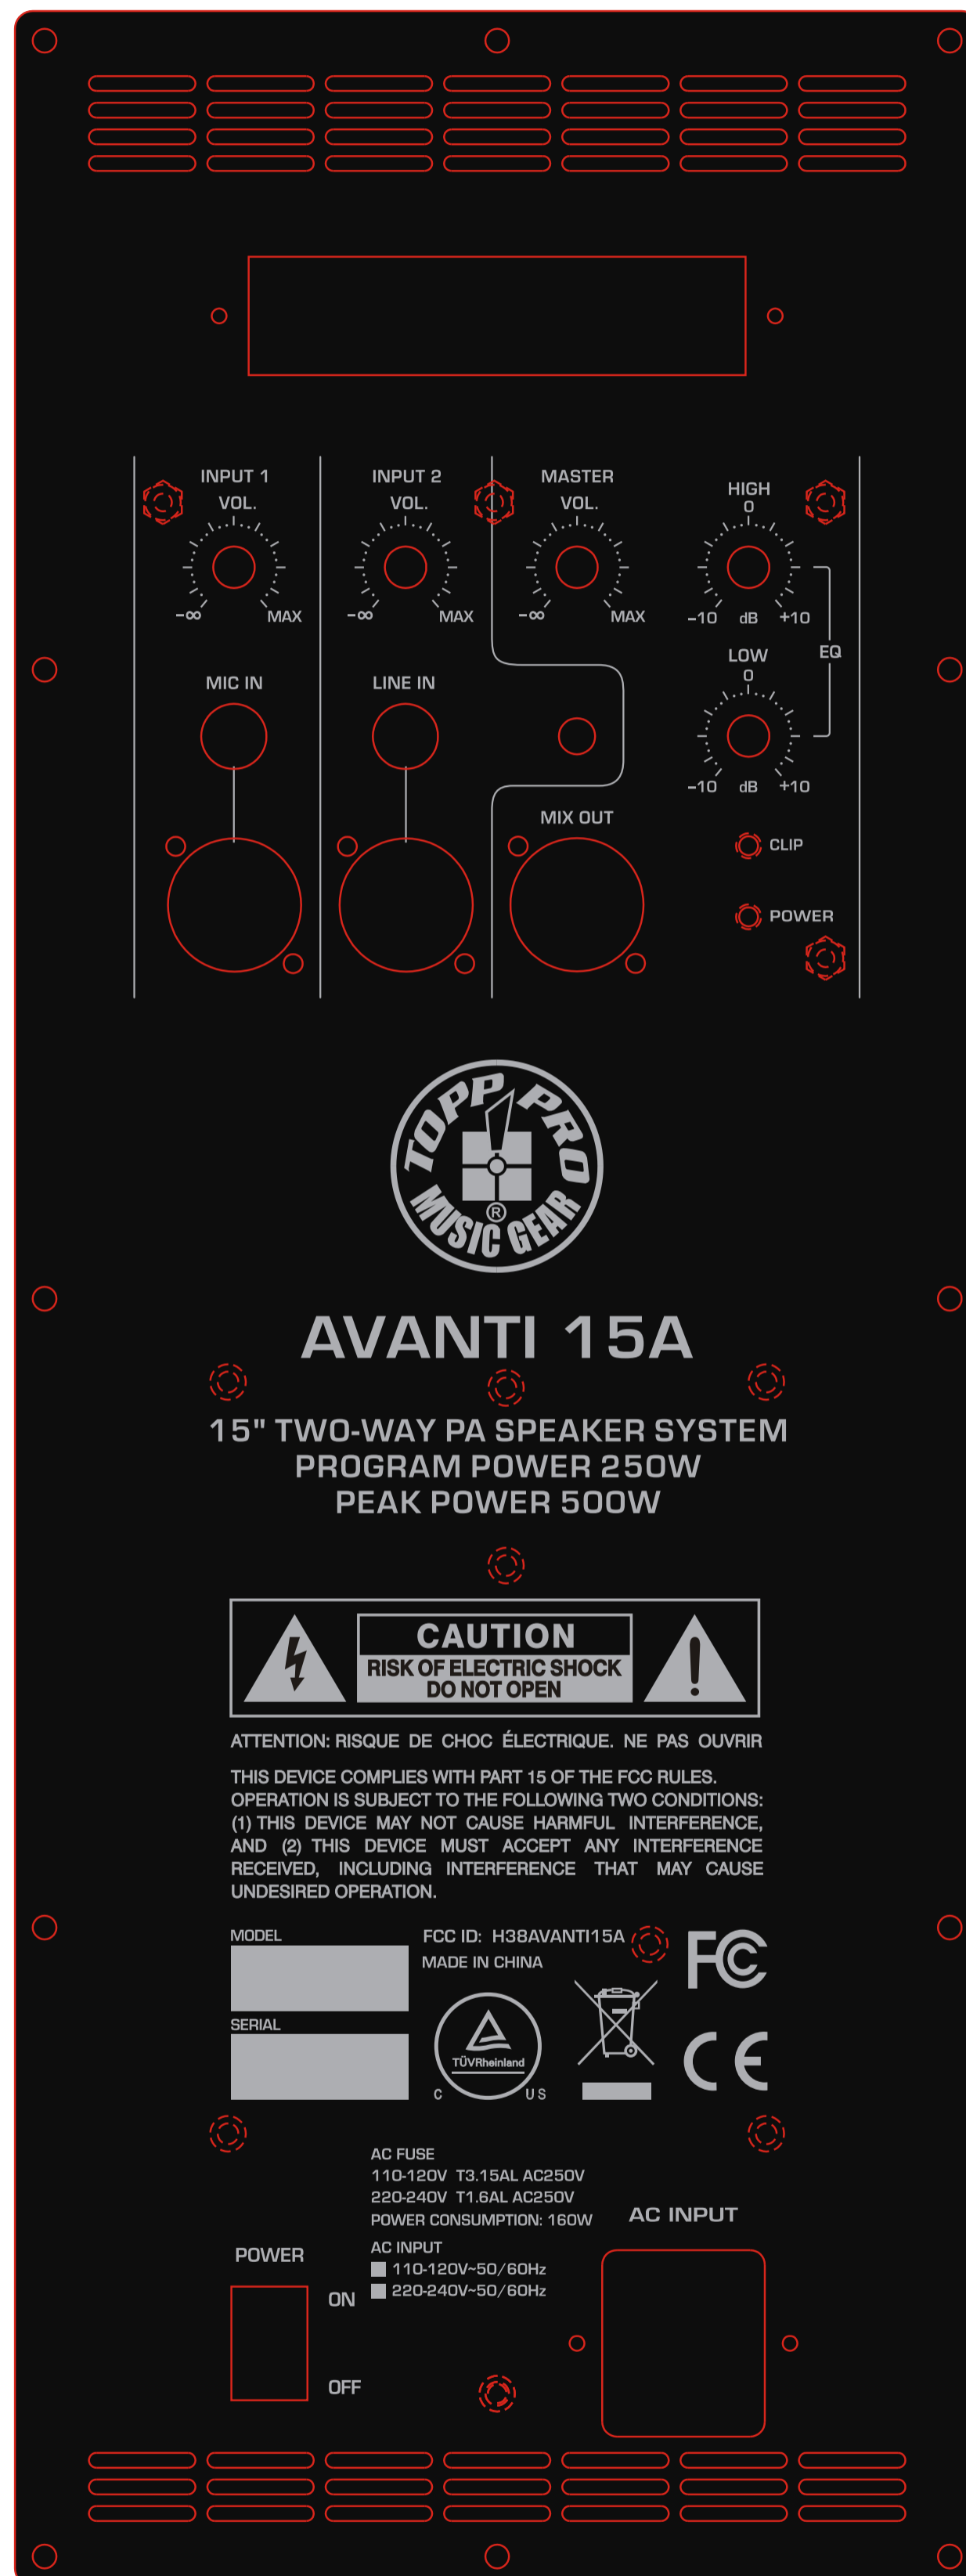 INPUT 1
VOL.
-∞ MAX
MIC IN
INPUT 2
VOL.
-∞ MAX
LINE IN
MASTER
VOL.
-∞ MAX
MIX OUT
HIGH
0
-10 dB +10
EQ
LOW
0
-10 dB +10
CLIP
POWER
TOPP PRO
MUSIC GEAR
®
AVANTI 15A
15" TWO-WAY PA SPEAKER SYSTEM
PROGRAM POWER 250W
PEAK POWER 500W
CAUTION
RISK OF ELECTRIC SHOCK
DO NOT OPEN
ATTENTION: RISQUE DE CHOC ÉLECTRIQUE. NE PAS OUVRIR
THIS DEVICE COMPLIES WITH PART 15 OF THE FCC RULES.
OPERATION IS SUBJECT TO THE FOLLOWING TWO CONDITIONS:
(1) THIS DEVICE MAY NOT CAUSE HARMFUL INTERFERENCE,
AND (2) THIS DEVICE MUST ACCEPT ANY INTERFERENCE
RECEIVED, INCLUDING INTERFERENCE THAT MAY CAUSE
UNDESIRED OPERATION.
MODEL
SERIAL
FCC ID: H38AVANTI15A
MADE IN CHINA
TÜVRheinland
C US
FC
CE
AC FUSE
110-120V T3.15AL AC250V
220-240V T1.6AL AC250V
POWER CONSUMPTION: 160W
AC INPUT
110-120V~50/60Hz
220-240V~50/60Hz
AC INPUT
POWER
ON
OFF